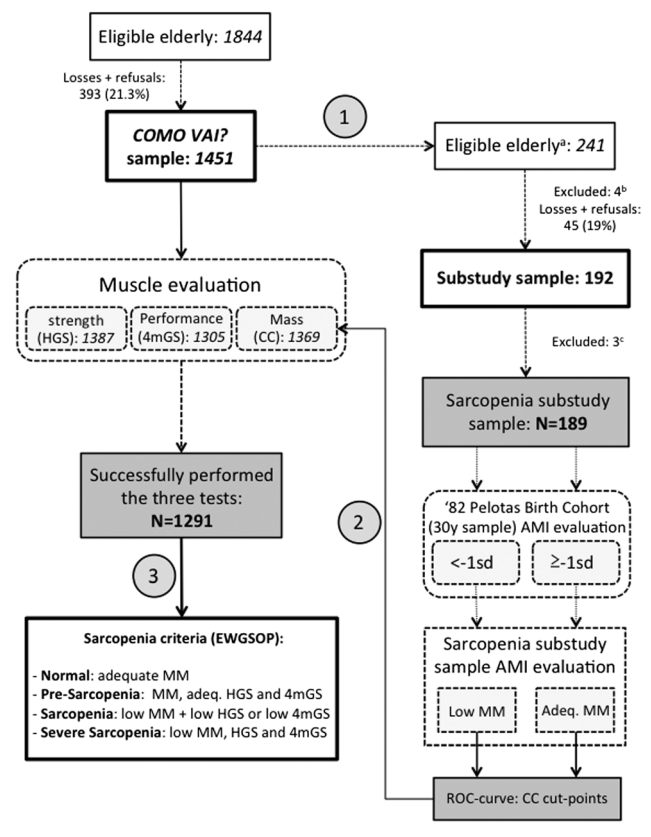 Eligible elderly: 1844
Losses + refusals:
393 (21.3%)
COMO VAI?
sample: 1451
1
Eligible elderlyᵃ: 241
Excluded: 4ᵇ
Losses + refusals:
45 (19%)
Substudy sample: 192
Excluded: 3ᶜ
Muscle evaluation
strength
(HGS): 1387
Performance
(4mGS): 1305
Mass
(CC): 1369
Sarcopenia substudy
sample: N=189
Successfully performed
the three tests:
N=1291
2
'82 Pelotas Birth Cohort
(30y sample) AMI evaluation
<-1sd
≥-1sd
3
Sarcopenia criteria (EWGSOP):
- Normal: adequate MM
- Pre-Sarcopenia: MM, adeq. HGS and 4mGS
- Sarcopenia: low MM + low HGS or low 4mGS
- Severe Sarcopenia: low MM, HGS and 4mGS
Sarcopenia substudy
sample AMI evaluation
Low MM
Adeq. MM
ROC-curve: CC cut-points